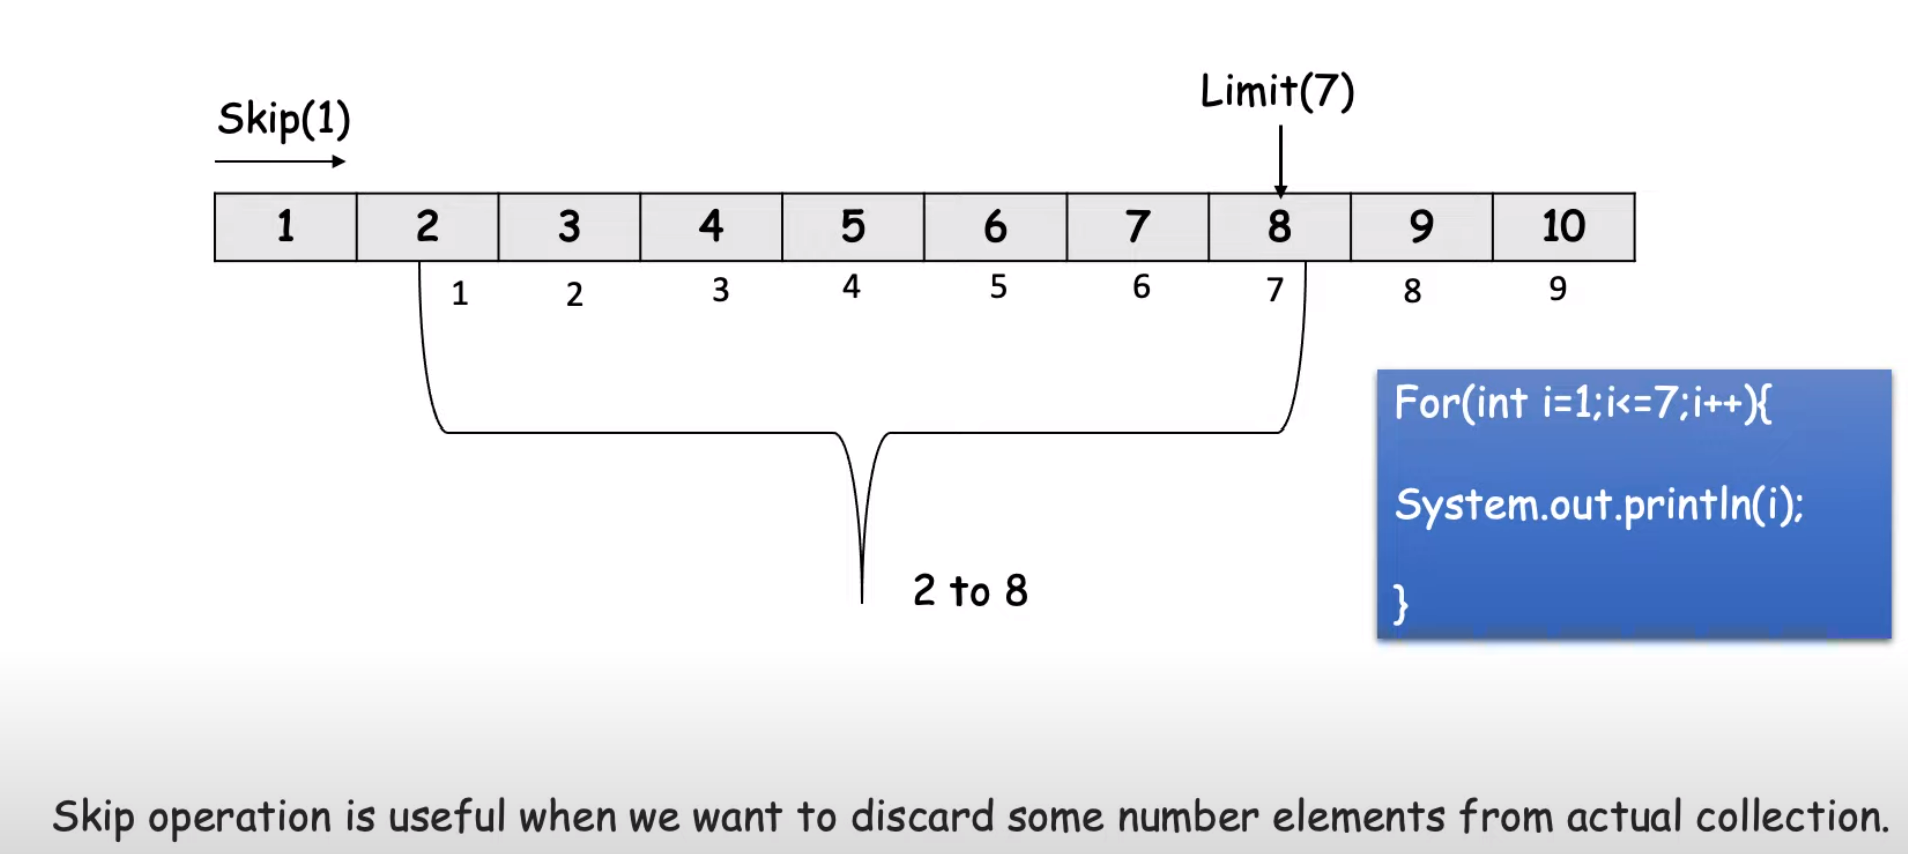 Limit(7)
Skip(1)
1 2 3 4 5 6 7 8 9 10
1 2 3 4 5 6 7 8 9
For(int i=1;i<=7;i++){
System.out.println(i);
}
2 to 8
Skip operation is useful when we want to discard some number elements from actual collection.